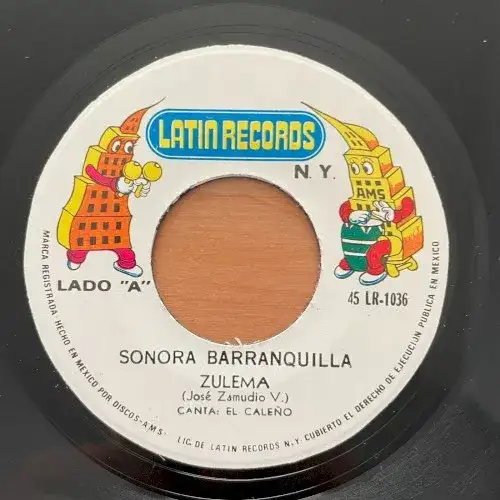 LATIN RECORDS
N.Y.
AMS
LADO "A"
45 LR-1036
SONORA BARRANQUILLA
ZULEMA
(José Zamudio V.)
CANTA: EL CALEÑO
MARCA REGISTRADA HECHO EN MEXICO POR DISCOS-A.M.S- LIC. DE LATIN RECORDS N.Y. CUBIERTO EL DERECHO DE EJECUCION PUBLICA EN MEXICO